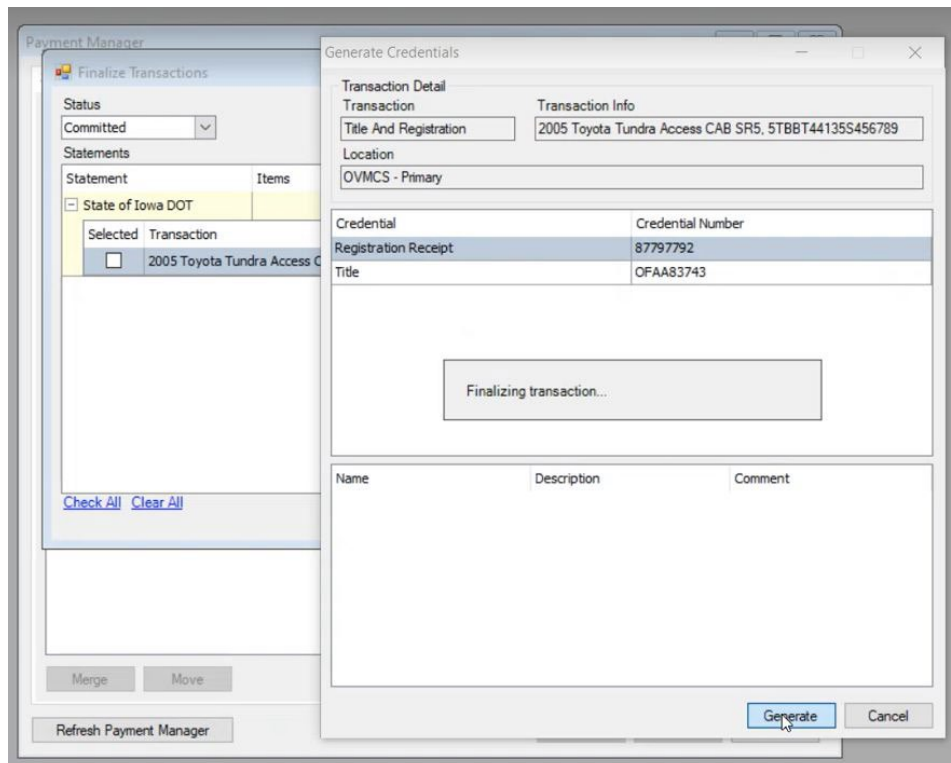 Payment Manager
Finalize Transactions
Status
Committed
Statements
Statement Items
State of Iowa DOT
Selected Transaction
2005 Toyota Tundra Access C
Check All Clear All
Merge Move
Refresh Payment Manager
Generate Credentials
Transaction Detail
Transaction Transaction Info
Title And Registration 2005 Toyota Tundra Access CAB SR5, 5TBBT44135S456789
Location
OVMCS - Primary
Credential Credential Number
Registration Receipt 87797792
Title OFAA83743
Finalizing transaction...
Name Description Comment
Generate Cancel